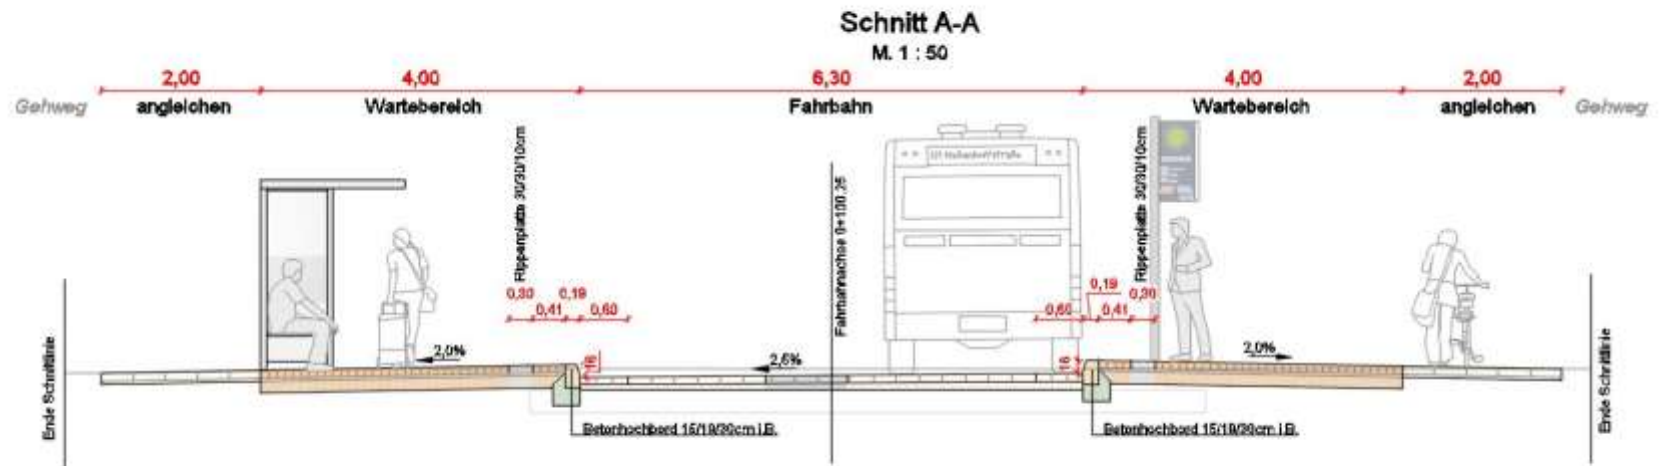 Schnitt A-A
M. 1 : 50
2,00
4,00
6,30
4,00
2,00
Gehweg
angleichen
Wartebereich
Fahrbahn
Wartebereich
angleichen
Gehweg
Rippenplatte 30/30/10cm
Fahrbahnachse 0+100.25
Rippenplatte 30/30/10cm
0,30
0,19
0,41
0,60
0,19
0,60
0,30
0,41
2,0%
16
2,5%
16
2,0%
Ende Schnittlinie
Ende Schnittlinie
Betonhochbord 15/19/30cm i.B.
Betonhochbord 15/19/30cm i.B.